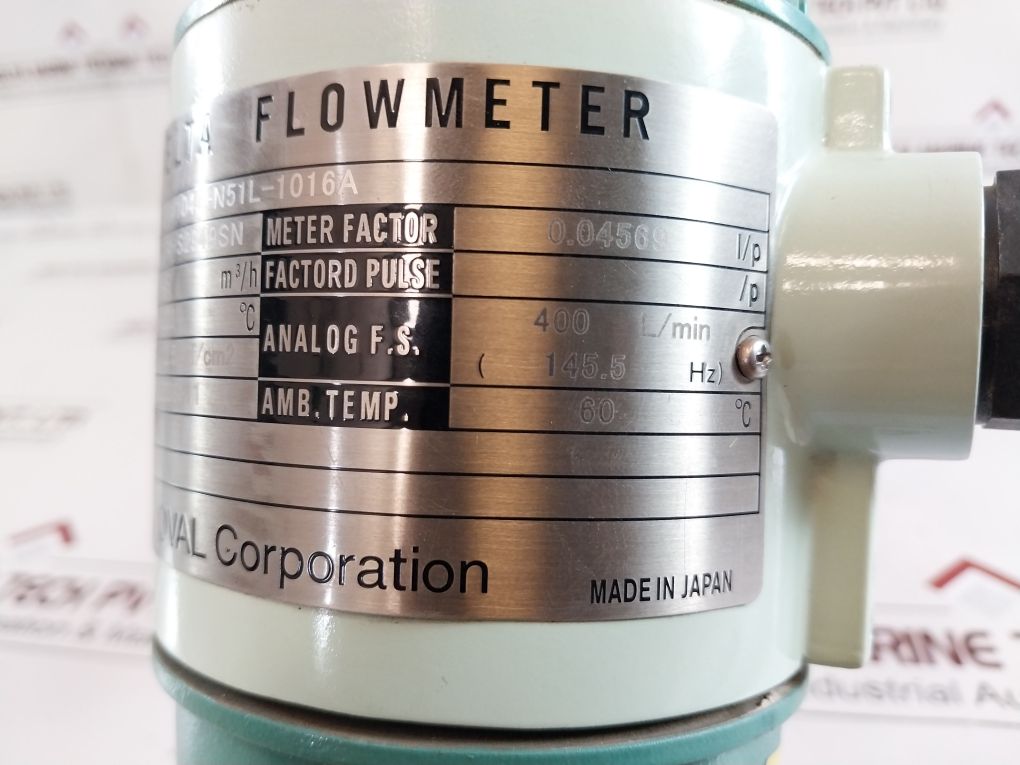 FLOWMETER
N51L-1016A
METER FACTOR 0.04569 l/p
m³/h FACTORD PULSE /p
°C ANALOG F.S. 400 L/min
( 145.5 Hz)
AMB. TEMP. 60 °C
OVAL Corporation
MADE IN JAPAN